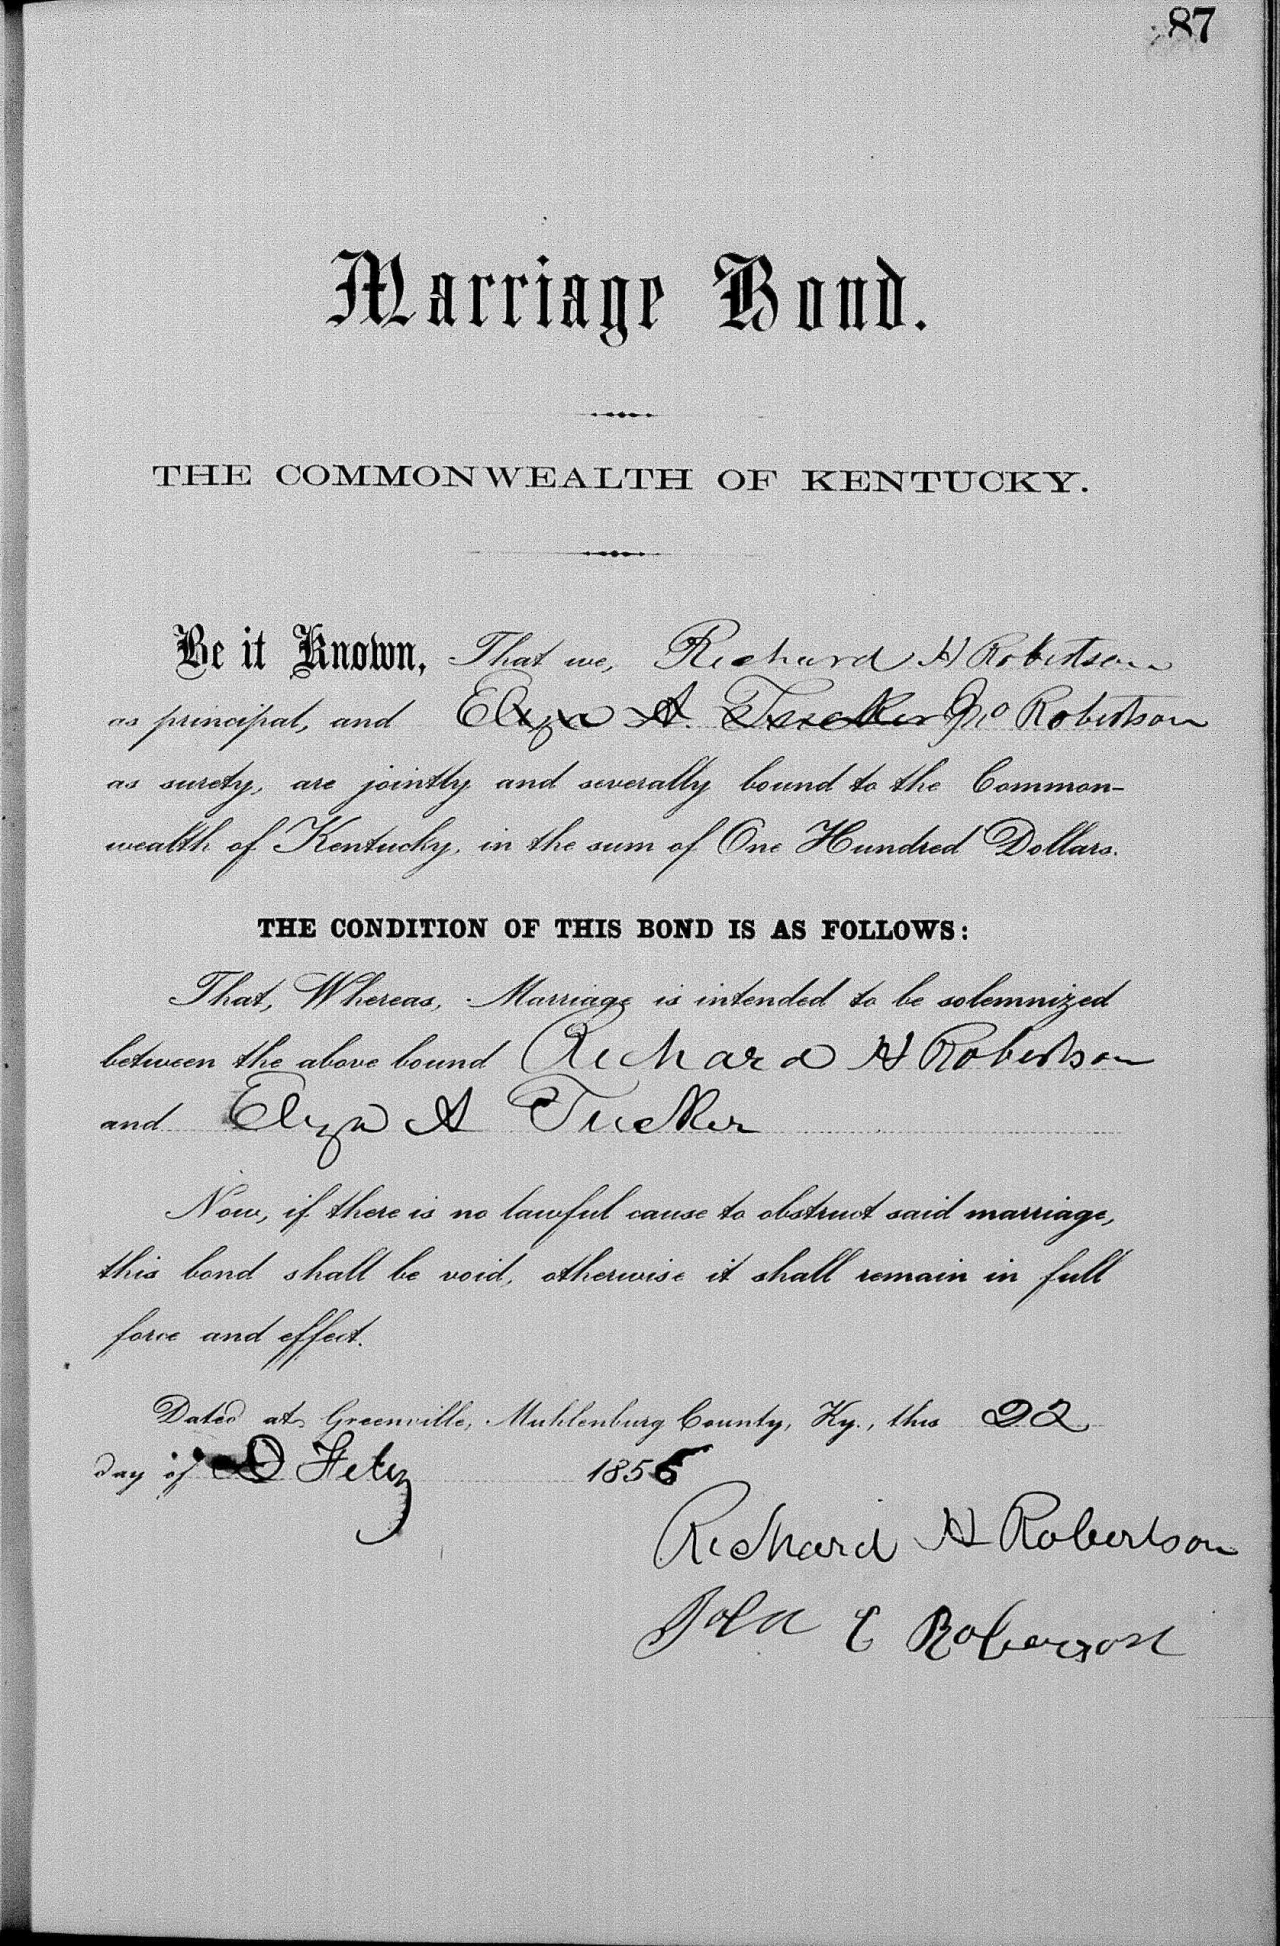 87
Marriage Bond.
THE COMMONWEALTH OF KENTUCKY.
Be it Known, That we, Richard H Robertson
as principal, and Eliza A. Tucker Jno Robertson
as surety, are jointly and severally bound to the Common-
wealth of Kentucky, in the sum of One Hundred Dollars.
THE CONDITION OF THIS BOND IS AS FOLLOWS:
That, Whereas, Marriage is intended to be solemnized
between the above bound Richard H Robertson
and Eliza A Tucker
Now, if there is no lawful cause to obstruct said marriage,
this bond shall be void, otherwise it shall remain in full
force and effect.
Dated at Greenville, Muhlenburg County, Ky., this 22
day of Feby 185
Richard H Robertson
John C Roberson